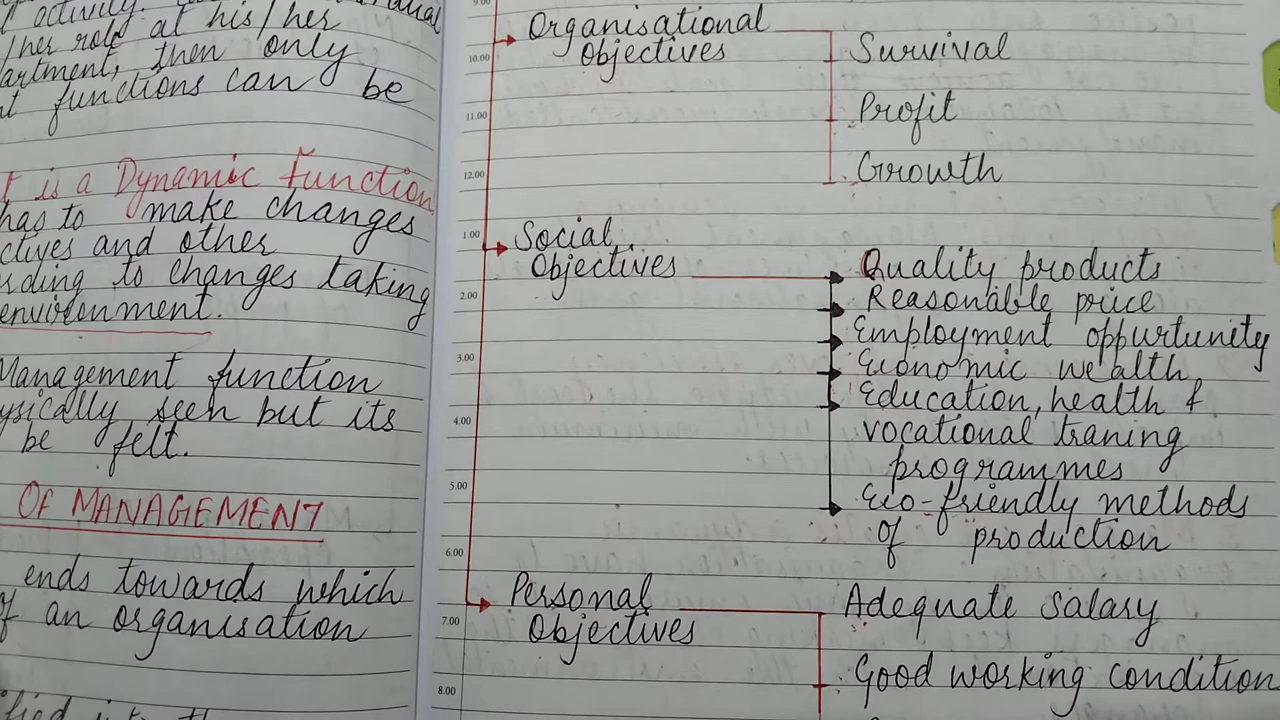 activity.
/her role at his/her
artment, then only
t functions can be
t is a Dynamic function
has to make changes
ctives and other
rding to changes taking
environment.
Management function
ysically seen but its
be felt.
OF MANAGEMENT
ends towards which
of an organisation
9.00
Organisational
Objectives
10.00
Survival
11.00
Profit
12.00
Growth
1.00
Social
Objectives
2.00
Quality products
Reasonable price
Employment oppurtunity
3.00
Economic wealth
Education, health &
4.00
vocational traning
programmes
5.00
Eco-friendly methods
of production
6.00
Personal
Objectives
7.00
Adequate salary
Good working condition
8.00